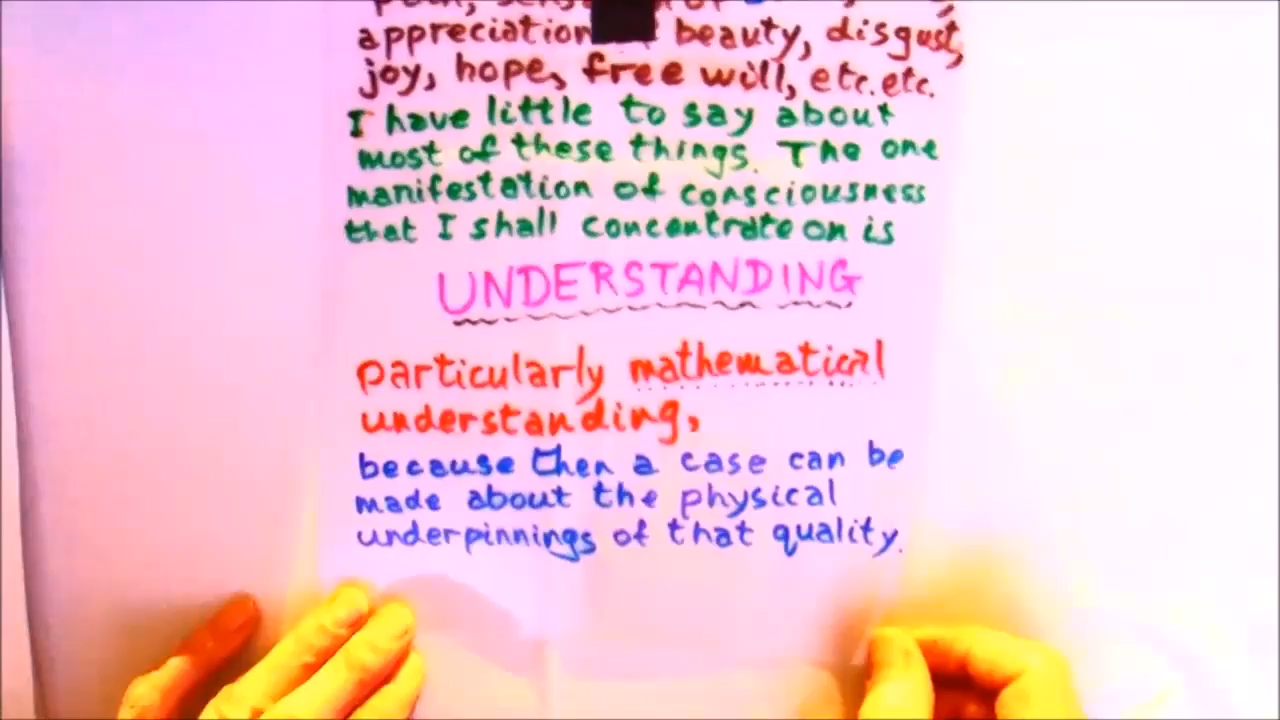 appreciation beauty, disgust,
joy, hope, free will, etc. etc.
I have little to say about
most of these things. The one
manifestation of consciousness
that I shall concentrate on is
UNDERSTANDING
particularly mathematical
understanding,
because then a case can be
made about the physical
underpinnings of that quality.